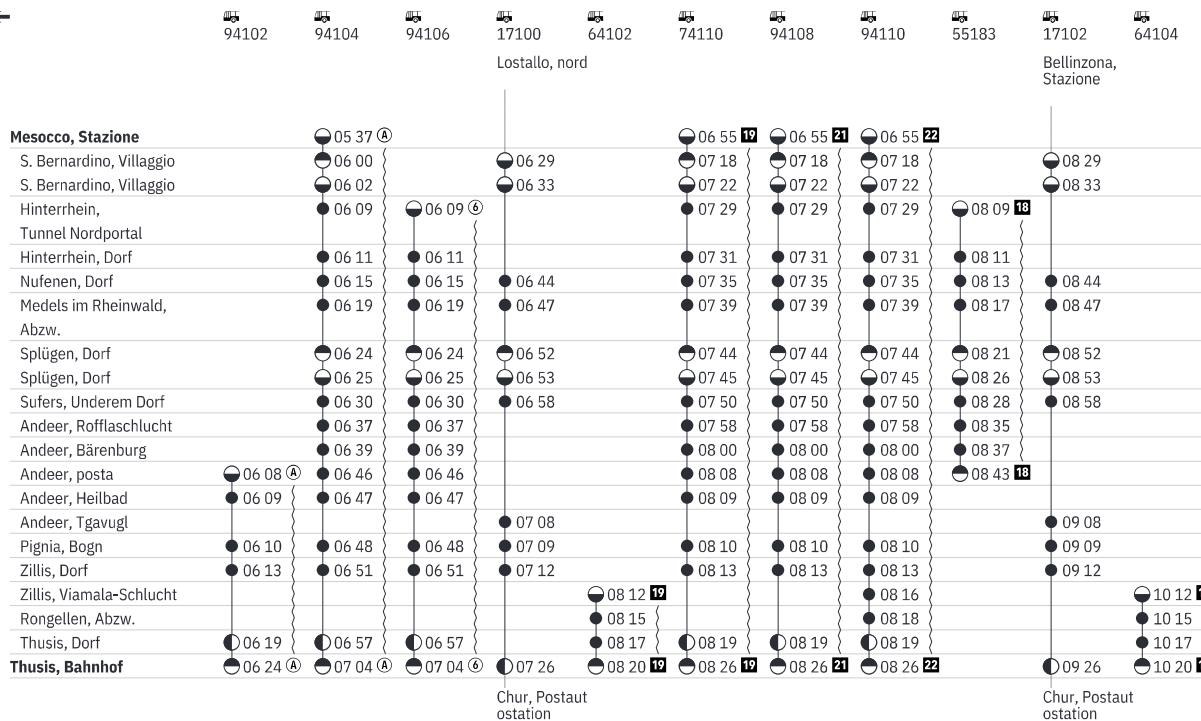 94102 94104 94106 17100 64102 74110 94108 94110 55183 17102 64104
Lostallo, nord Bellinzona,
Stazione
Mesocco, Stazione 05 37 A 06 55 19 06 55 21 06 55 22
S. Bernardino, Villaggio 06 00 06 29 07 18 07 18 07 18 08 29
S. Bernardino, Villaggio 06 02 06 33 07 22 07 22 07 22 08 33
Hinterrhein, 06 09 06 09 6 07 29 07 29 07 29 08 09 18
Tunnel Nordportal
Hinterrhein, Dorf 06 11 06 11 07 31 07 31 07 31 08 11
Nufenen, Dorf 06 15 06 15 06 44 07 35 07 35 07 35 08 13 08 44
Medels im Rheinwald, 06 19 06 19 06 47 07 39 07 39 07 39 08 17 08 47
Abzw.
Splügen, Dorf 06 24 06 24 06 52 07 44 07 44 07 44 08 21 08 52
Splügen, Dorf 06 25 06 25 06 53 07 45 07 45 07 45 08 26 08 53
Sufers, Underem Dorf 06 30 06 30 06 58 07 50 07 50 07 50 08 28 08 58
Andeer, Rofflaschlucht 06 37 06 37 07 58 07 58 07 58 08 35
Andeer, Bärenburg 06 39 06 39 08 00 08 00 08 00 08 37
Andeer, posta 06 08 A 06 46 06 46 08 08 08 08 08 08 08 43 18
Andeer, Heilbad 06 09 06 47 06 47 08 09 08 09 08 09
Andeer, Tgavugl 07 08 09 08
Pignia, Bogn 06 10 06 48 06 48 07 09 08 10 08 10 08 10 09 09
Zillis, Dorf 06 13 06 51 06 51 07 12 08 13 08 13 08 13 09 12
Zillis, Viamala-Schlucht 08 12 19 08 16 10 12
Rongellen, Abzw. 08 15 08 18 10 15
Thusis, Dorf 06 19 06 57 06 57 08 17 08 19 08 19 08 19 10 17
Thusis, Bahnhof 06 24 A 07 04 A 07 04 6 07 26 08 20 19 08 26 19 08 26 21 08 26 22 09 26 10 20
Chur, Postaut Chur, Postaut
ostation ostation